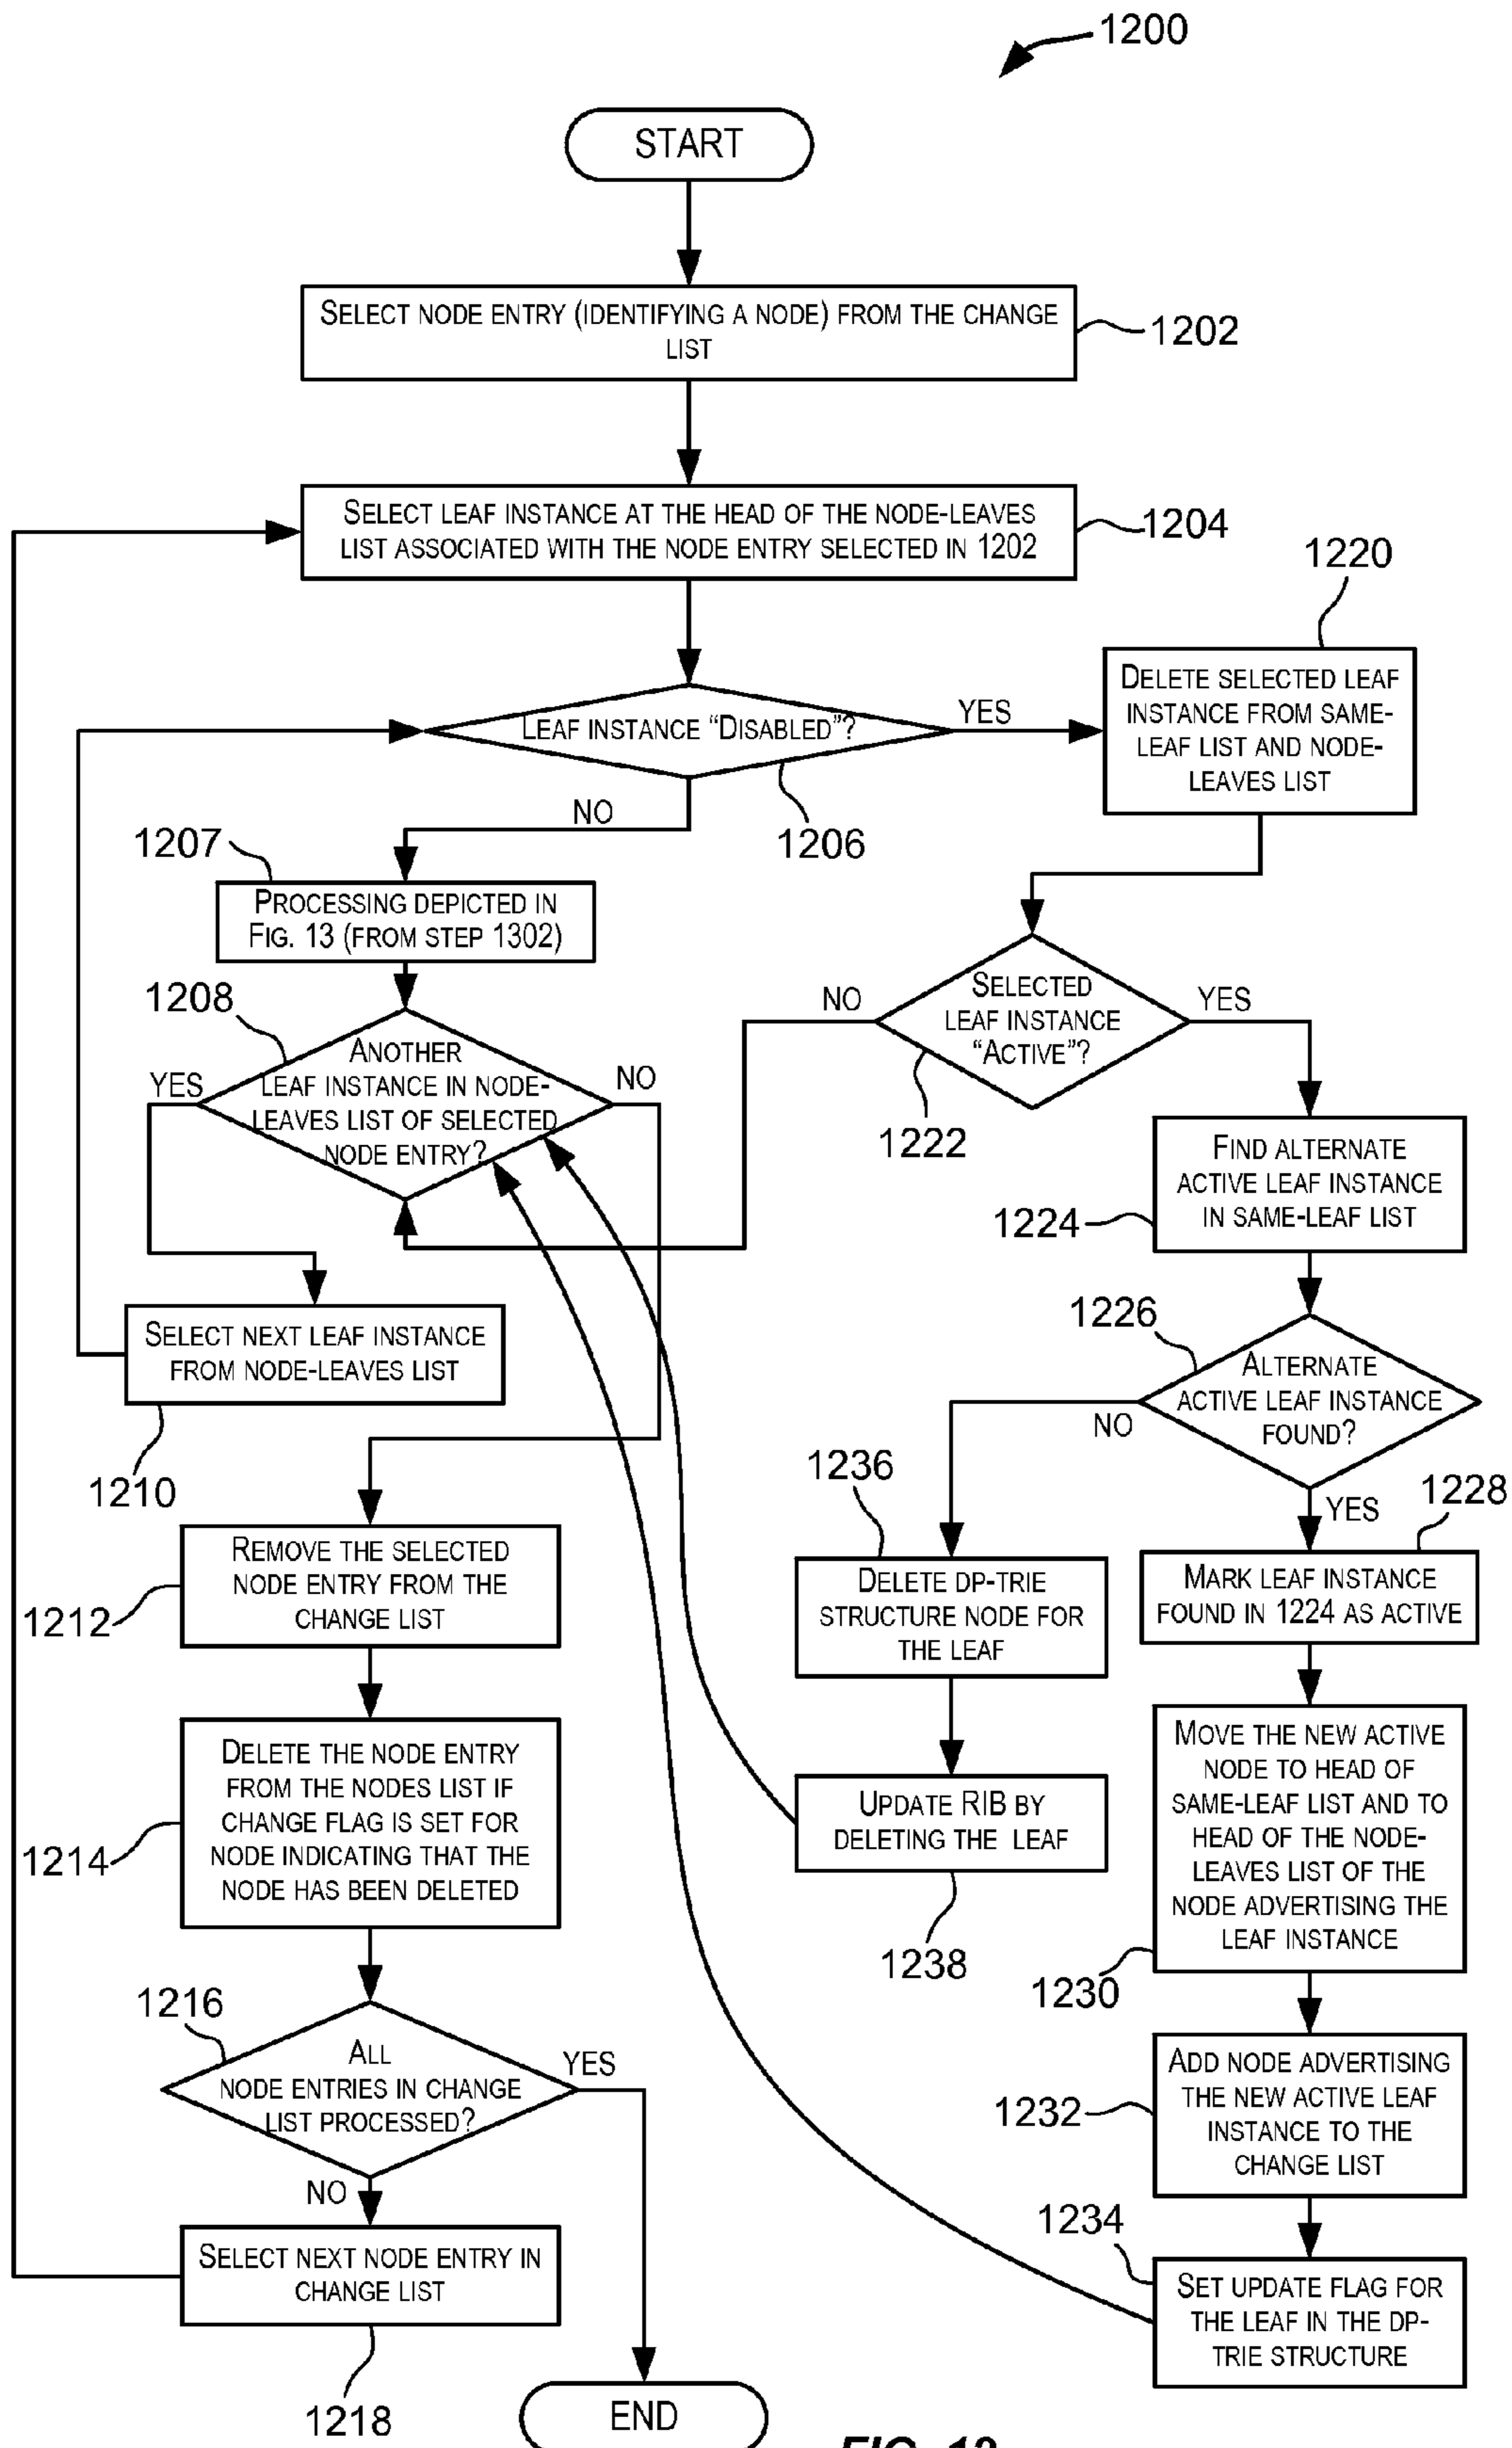 1200
START
SELECT NODE ENTRY (IDENTIFYING A NODE) FROM THE CHANGE
LIST
1202
SELECT LEAF INSTANCE AT THE HEAD OF THE NODE-LEAVES
LIST ASSOCIATED WITH THE NODE ENTRY SELECTED IN 1202
1204
1220
DELETE SELECTED LEAF
INSTANCE FROM SAME-
LEAF LIST AND NODE-
LEAVES LIST
LEAF INSTANCE “DISABLED”?
YES
NO
1206
1207
PROCESSING DEPICTED IN
FIG. 13 (FROM STEP 1302)
1208
ANOTHER
LEAF INSTANCE IN NODE-
LEAVES LIST OF SELECTED
NODE ENTRY?
YES
NO
SELECTED
LEAF INSTANCE
“ACTIVE”?
NO
YES
1222
FIND ALTERNATE
ACTIVE LEAF INSTANCE
IN SAME-LEAF LIST
1224
SELECT NEXT LEAF INSTANCE
FROM NODE-LEAVES LIST
1210
1226
ALTERNATE
ACTIVE LEAF INSTANCE
FOUND?
NO
YES
1236
DELETE DP-TRIE
STRUCTURE NODE FOR
THE LEAF
1228
MARK LEAF INSTANCE
FOUND IN 1224 AS ACTIVE
REMOVE THE SELECTED
NODE ENTRY FROM THE
CHANGE LIST
1212
DELETE THE NODE ENTRY
FROM THE NODES LIST IF
CHANGE FLAG IS SET FOR
NODE INDICATING THAT THE
NODE HAS BEEN DELETED
1214
UPDATE RIB BY
DELETING THE LEAF
1238
MOVE THE NEW ACTIVE
NODE TO HEAD OF
SAME-LEAF LIST AND TO
HEAD OF THE NODE-
LEAVES LIST OF THE
NODE ADVERTISING THE
LEAF INSTANCE
1230
1216
ALL
NODE ENTRIES IN CHANGE
LIST PROCESSED?
YES
NO
ADD NODE ADVERTISING
THE NEW ACTIVE LEAF
INSTANCE TO THE
CHANGE LIST
1232
SELECT NEXT NODE ENTRY IN
CHANGE LIST
1218
1234
SET UPDATE FLAG FOR
THE LEAF IN THE DP-
TRIE STRUCTURE
END
FIG. 12